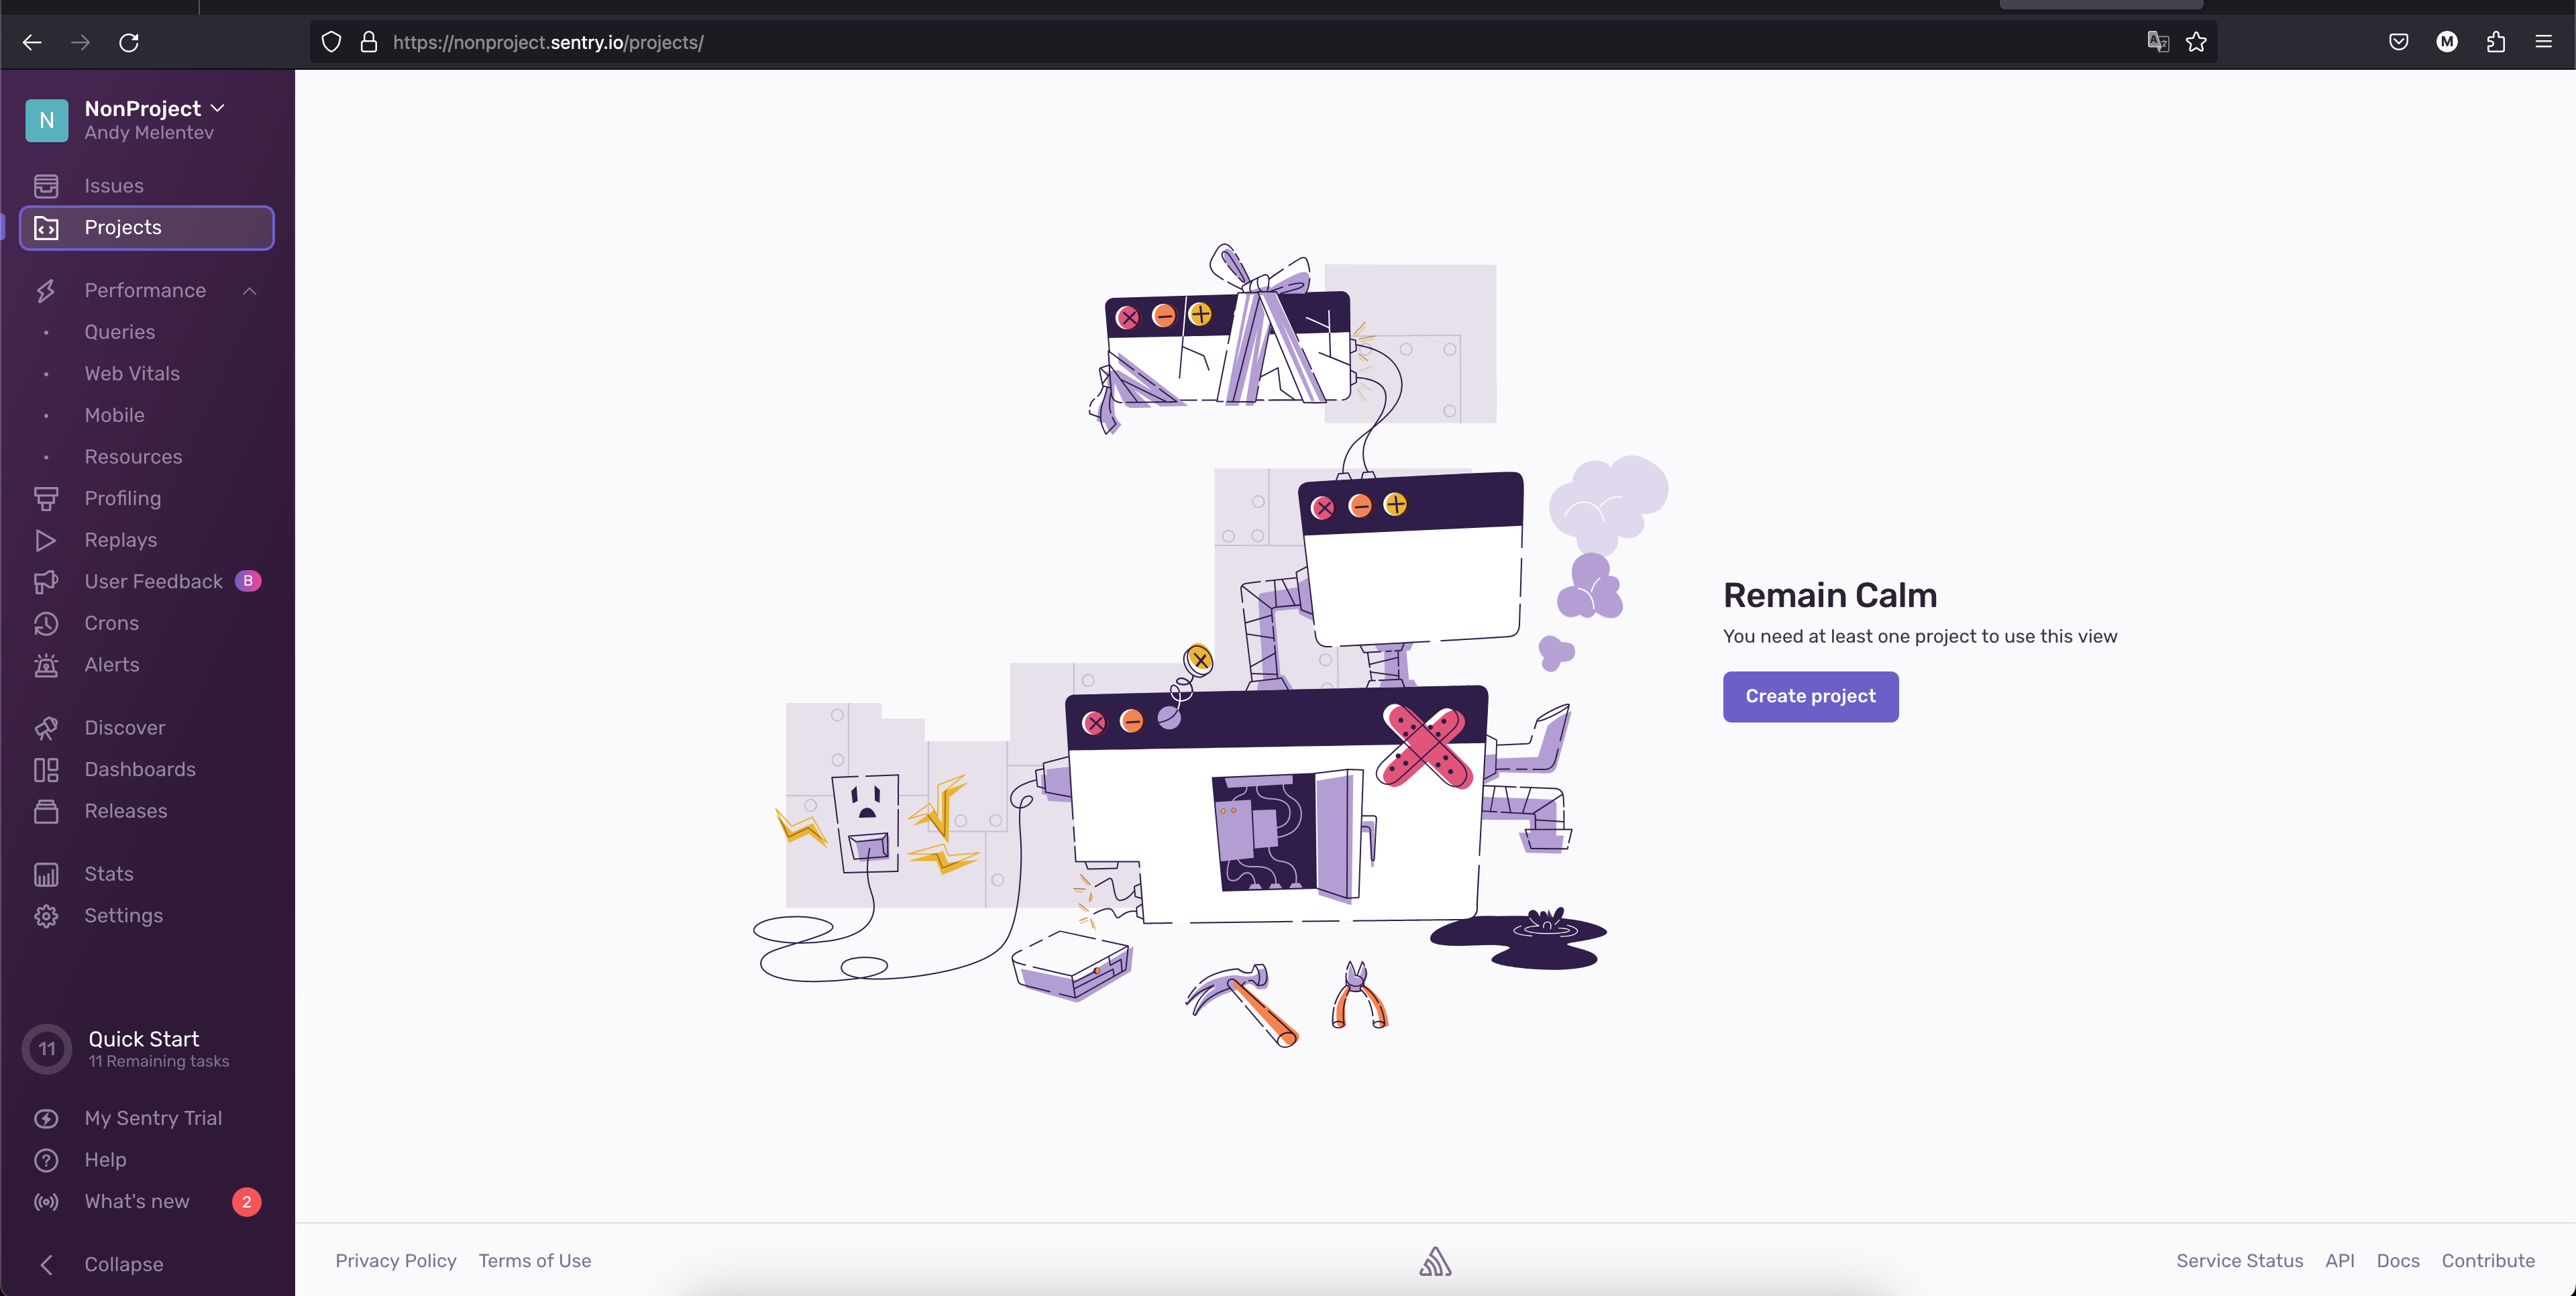 https://nonproject.sentry.io/projects/
M
N
NonProject
Andy Melentev
Issues
Projects
Performance
Queries
Web Vitals
Mobile
Resources
Profiling
Replays
User Feedback B
Crons
Alerts
Discover
Dashboards
Releases
Stats
Settings
11
Quick Start
11 Remaining tasks
My Sentry Trial
Help
What's new 2
Collapse
Remain Calm
You need at least one project to use this view
Create project
Privacy Policy Terms of Use
Service Status API Docs Contribute